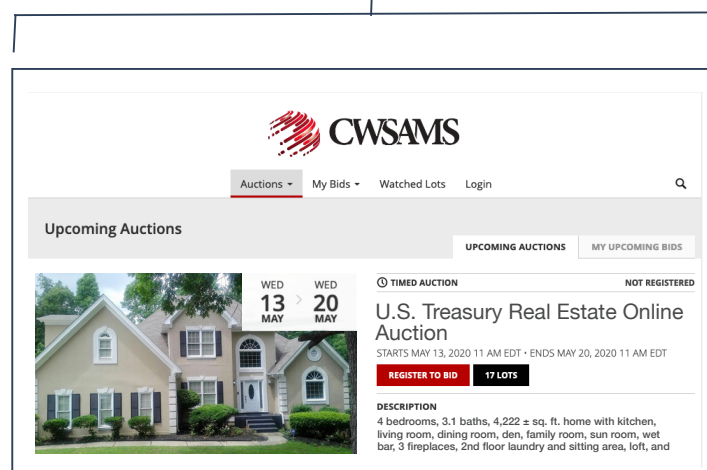 CWSAMS
Auctions My Bids Watched Lots Login
Upcoming Auctions
UPCOMING AUCTIONS MY UPCOMING BIDS
WED WED
13 > 20
MAY MAY
TIMED AUCTION NOT REGISTERED
U.S. Treasury Real Estate Online
Auction
STARTS MAY 13, 2020 11 AM EDT • ENDS MAY 20, 2020 11 AM EDT
REGISTER TO BID 17 LOTS
DESCRIPTION
4 bedrooms, 3.1 baths, 4,222 ± sq. ft. home with kitchen,
living room, dining room, den, family room, sun room, wet
bar, 3 fireplaces, 2nd floor laundry and sitting area, loft, and